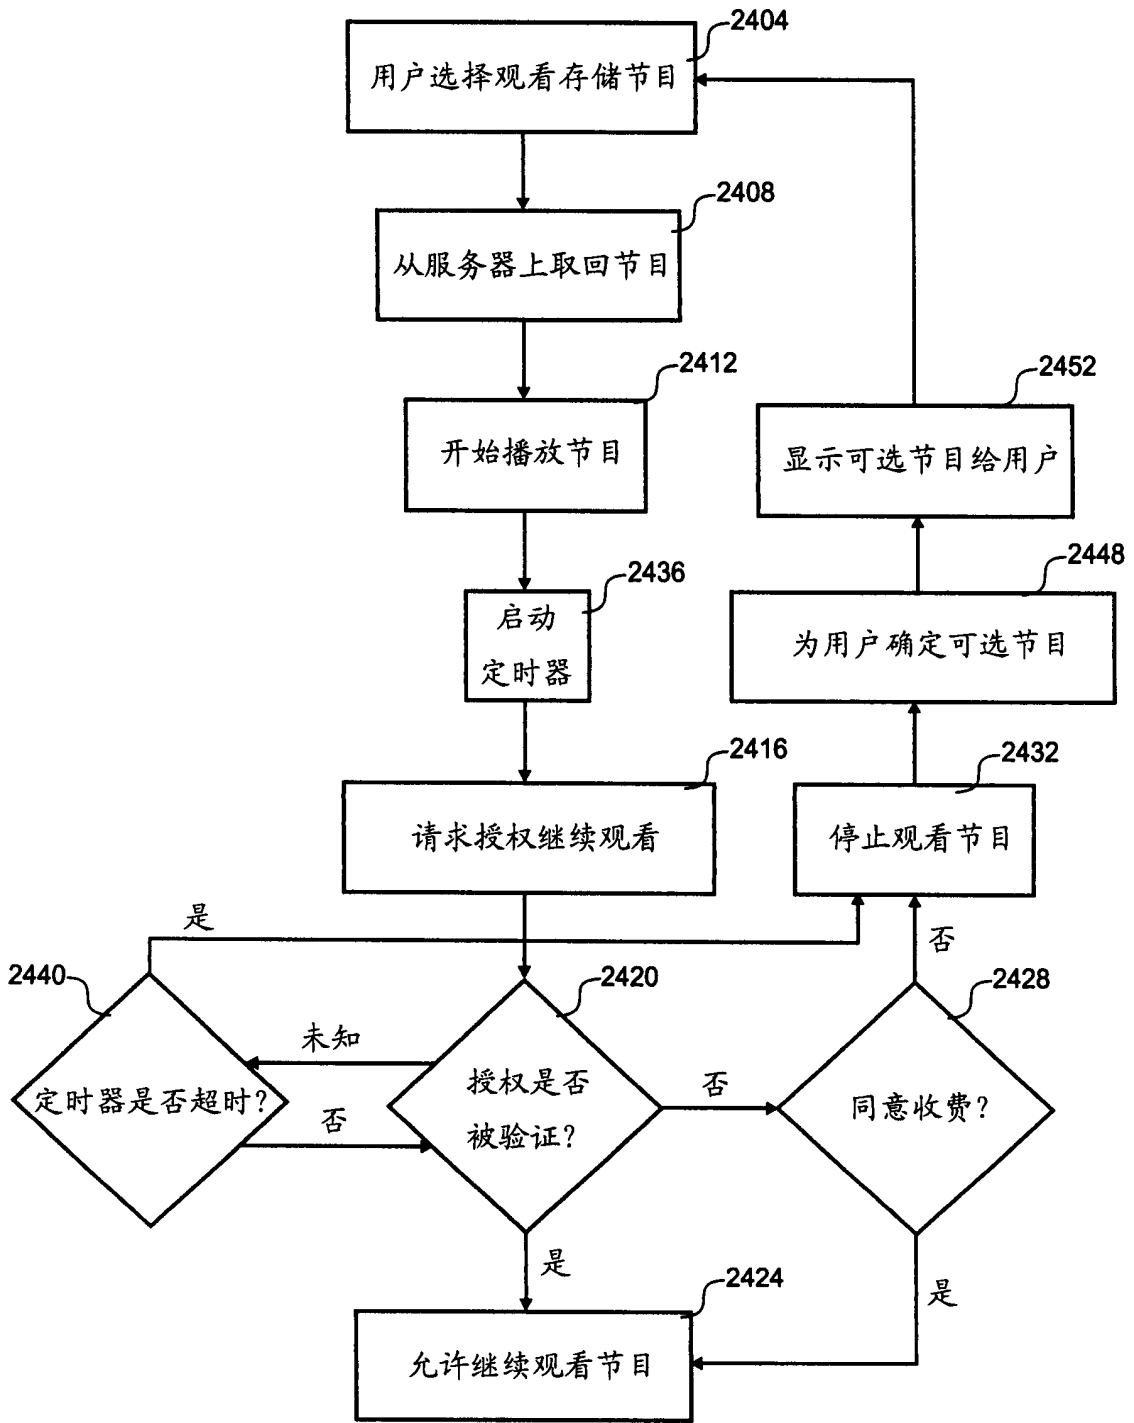 2404
用户选择观看存储节目
2408
从服务器上取回节目
2412
开始播放节目
2452
显示可选节目给用户
2436
启动
定时器
2448
为用户确定可选节目
2416
请求授权继续观看
2432
停止观看节目
是
否
2440
定时器是否超时?
未知
否
2420
授权是否
被验证?
否
2428
同意收费?
是
是
2424
允许继续观看节目